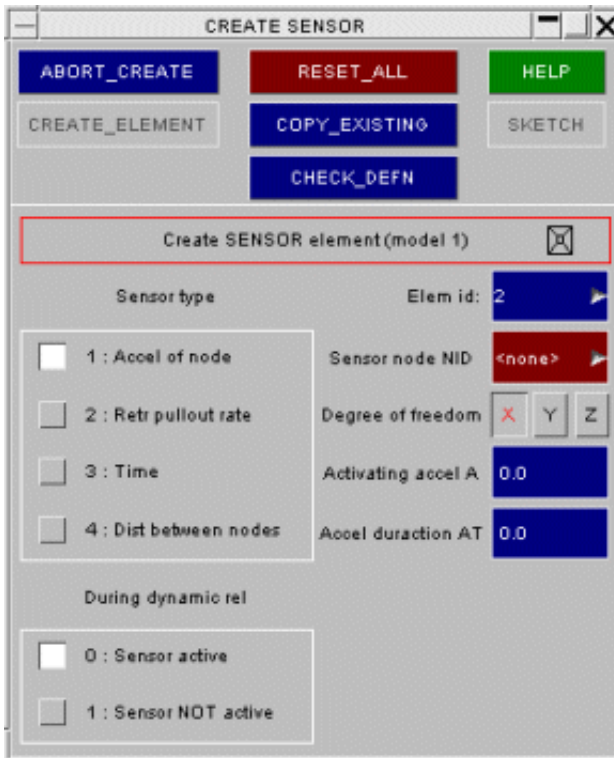 CREATE SENSOR
ABORT_CREATE RESET_ALL HELP
CREATE_ELEMENT COPY_EXISTING SKETCH
CHECK_DEFN
Create SENSOR element (model 1)
Sensor type Elem id: 2
1 : Accel of node Sensor node NID <none>
2 : Retr pullout rate Degree of freedom X Y Z
3 : Time Activating accel A 0.0
4 : Dist between nodes Accel duraction AT 0.0
During dynamic rel
0 : Sensor active
1 : Sensor NOT active